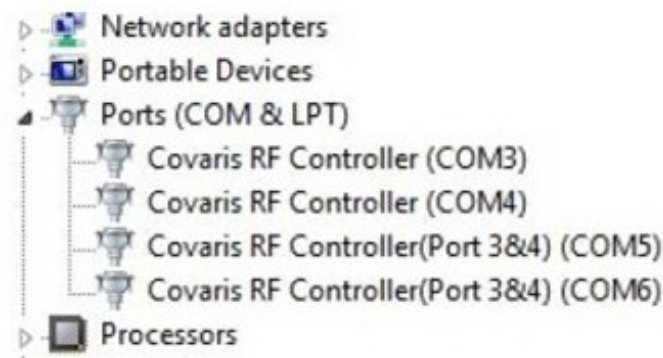 Network adapters
Portable Devices
Ports (COM & LPT)
Covaris RF Controller (COM3)
Covaris RF Controller (COM4)
Covaris RF Controller(Port 3&4) (COM5)
Covaris RF Controller(Port 3&4) (COM6)
Processors